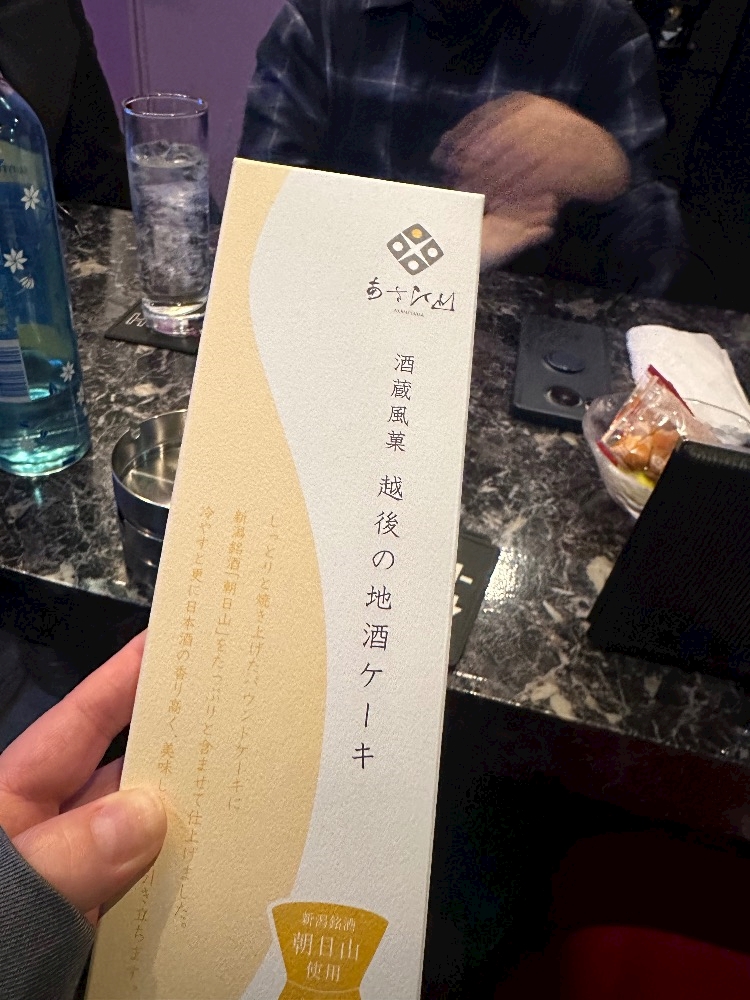 あさひ山
酒蔵風菓 越後の地酒ケーキ
しっとりと焼き上げたパウンドケーキに
新潟銘酒「朝日山」をたっぷりと含ませて仕上げました。
冷やすと更に日本酒の香り高く、美味し
引き立ちます。
新潟銘酒
朝日山
使用